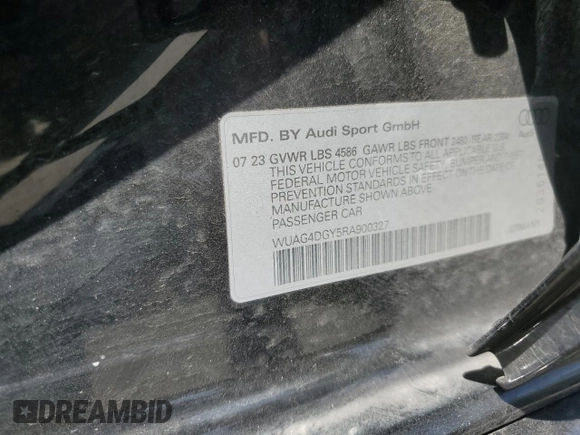 MFD. BY Audi Sport GmbH
07 23 GVWR LBS 4586 GAWR LBS FRONT 2480 REAR
THIS VEHICLE CONFORMS TO ALL APPLICABLE U.S.
FEDERAL MOTOR VEHICLE SAFETY, BUMPER AND THEFT
PREVENTION STANDARDS IN EFFECT ON THE DATE OF
MANUFACTURE SHOWN ABOVE.
PASSENGER CAR
WUAG4DGY5RA900327
Audi
DREAMBID